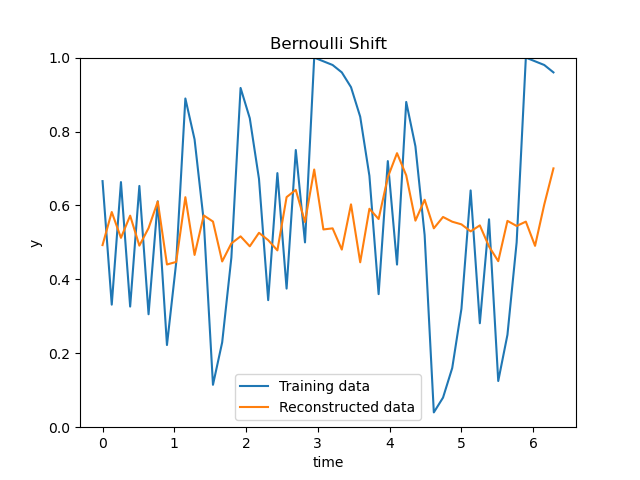 Bernoulli Shift
1.0
0.8
0.6
0.4
0.2
0.0
y
Training data
Reconstructed data
0 1 2 3 4 5 6
time